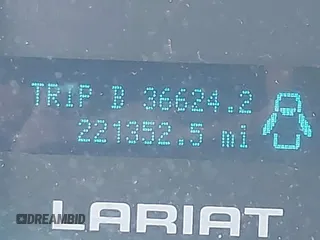 TRIP B 36624.2
221352.5 mi
LARIAT
DREAMBID